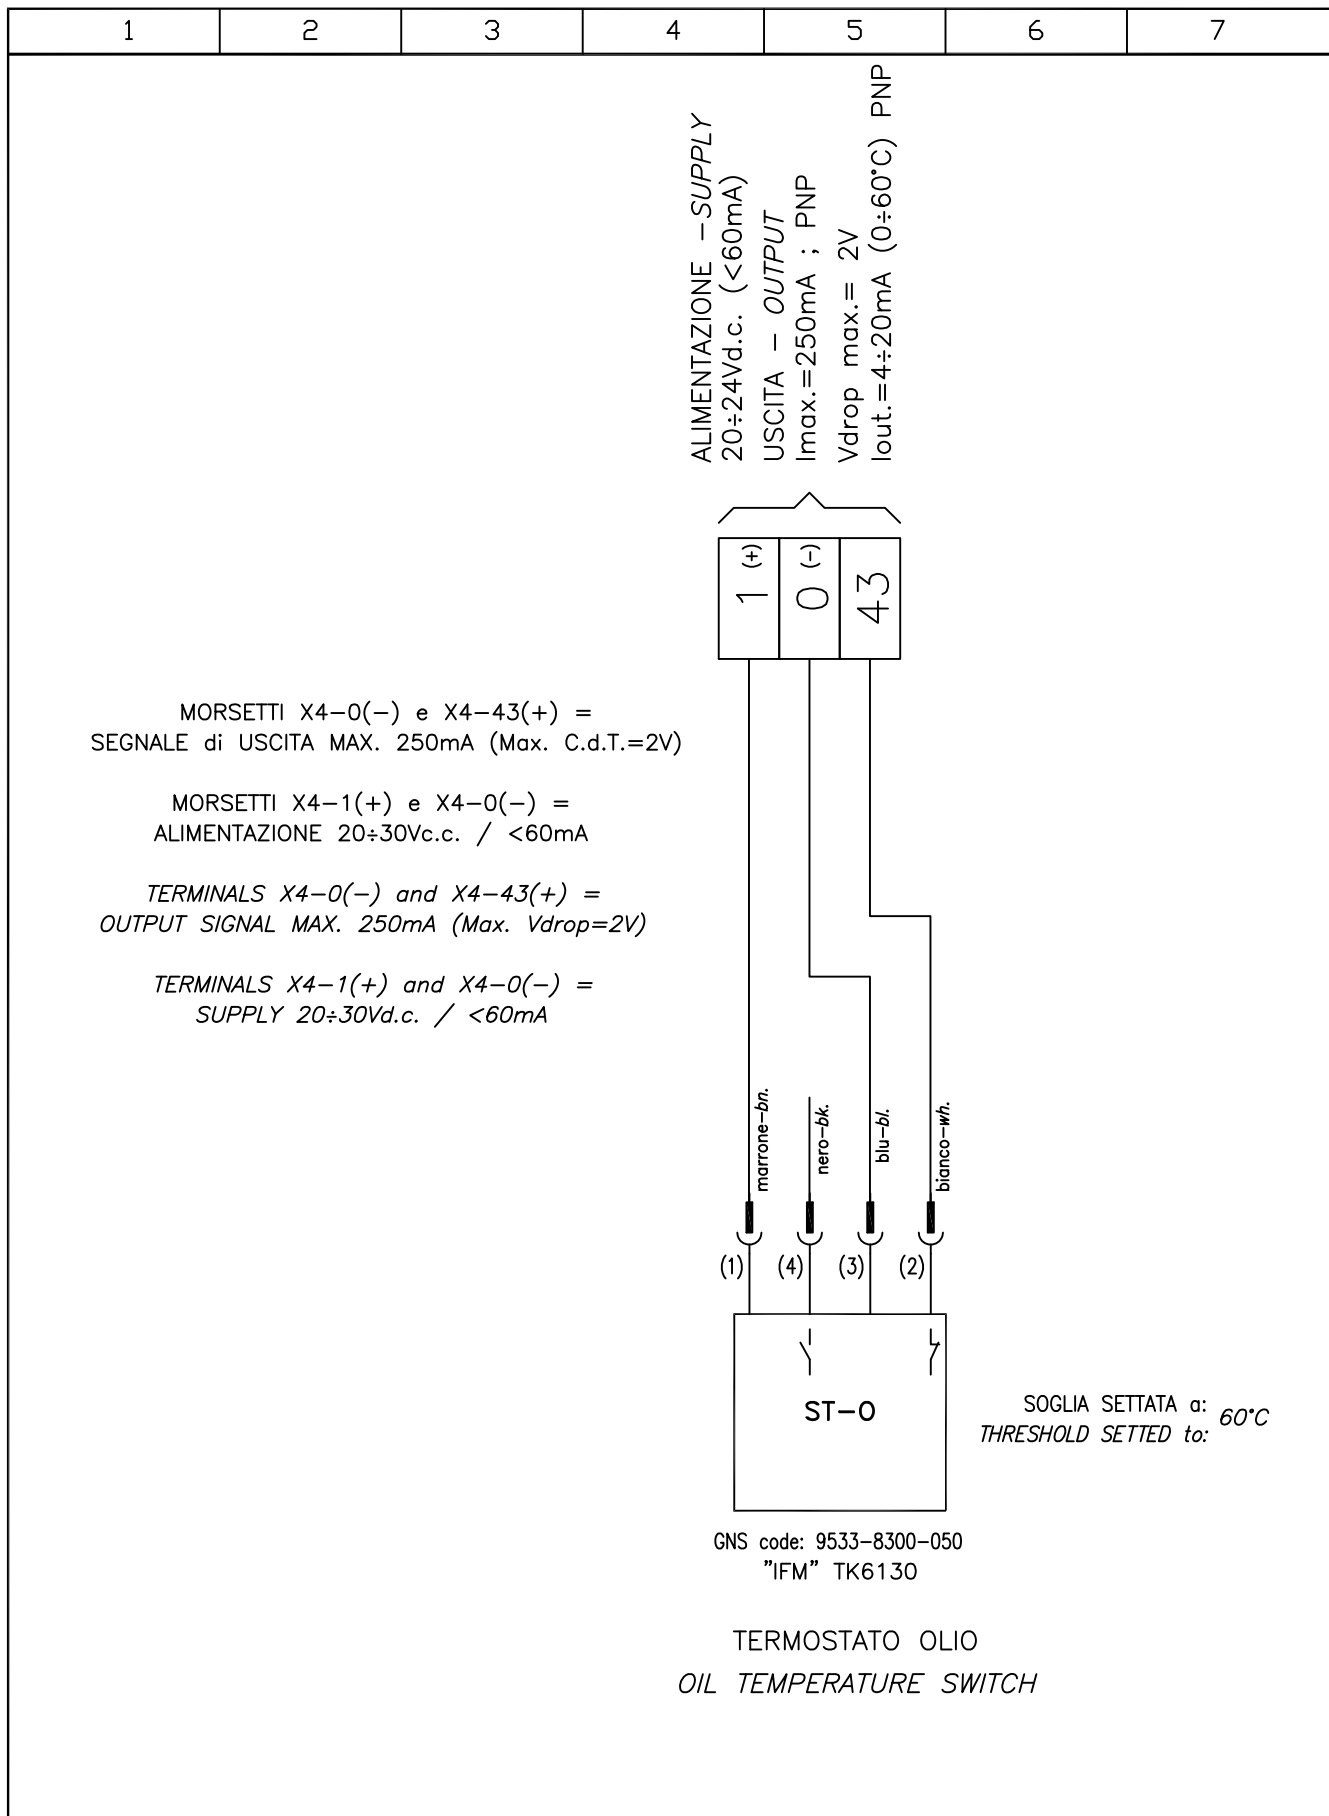 1 2 3 4 5 6 7
ALIMENTAZIONE -SUPPLY
20÷24Vd.c. (<60mA)
USCITA - OUTPUT
Imax.=250mA ; PNP
Vdrop max.= 2V
Iout.=4÷20mA (0÷60°C) PNP
1 (+)
0 (-)
43
MORSETTI X4-0(-) e X4-43(+) =
SEGNALE di USCITA MAX. 250mA (Max. C.d.T.=2V)
MORSETTI X4-1(+) e X4-0(-) =
ALIMENTAZIONE 20÷30Vc.c. / <60mA
TERMINALS X4-0(-) and X4-43(+) =
OUTPUT SIGNAL MAX. 250mA (Max. Vdrop=2V)
TERMINALS X4-1(+) and X4-0(-) =
SUPPLY 20÷30Vd.c. / <60mA
marrone-bn.
nero-bk.
blu-bl.
bianco-wh.
(1) (4) (3) (2)
ST-0
SOGLIA SETTATA a:
THRESHOLD SETTED to:
60°C
GNS code: 9533-8300-050
"IFM" TK6130
TERMOSTATO OLIO
OIL TEMPERATURE SWITCH